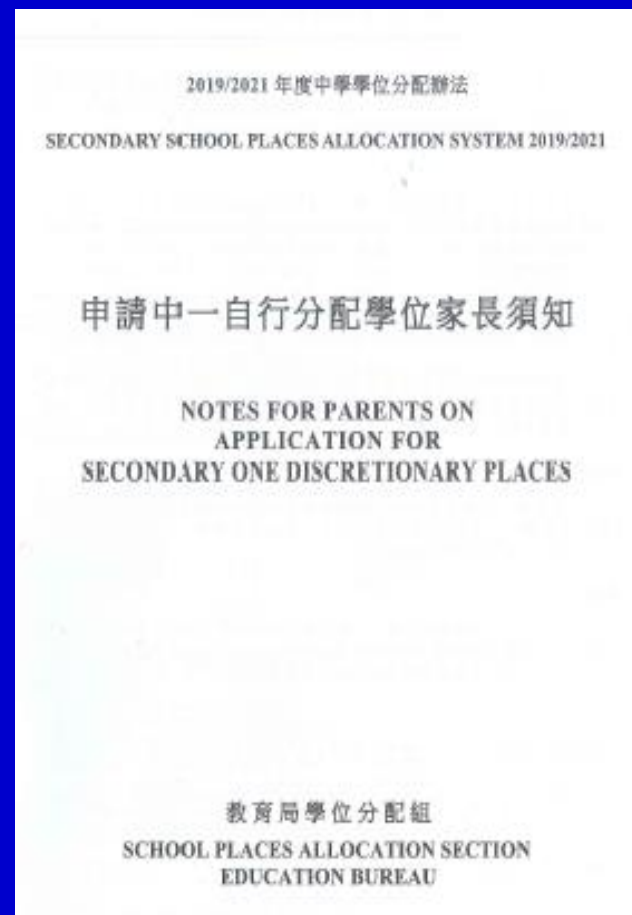 2019/2021 年度中學學位分配辦法
SECONDARY SCHOOL PLACES ALLOCATION SYSTEM 2019/2021
申請中一自行分配學位家長須知
NOTES FOR PARENTS ON
APPLICATION FOR
SECONDARY ONE DISCRETIONARY PLACES
教育局學位分配組
SCHOOL PLACES ALLOCATION SECTION
EDUCATION BUREAU